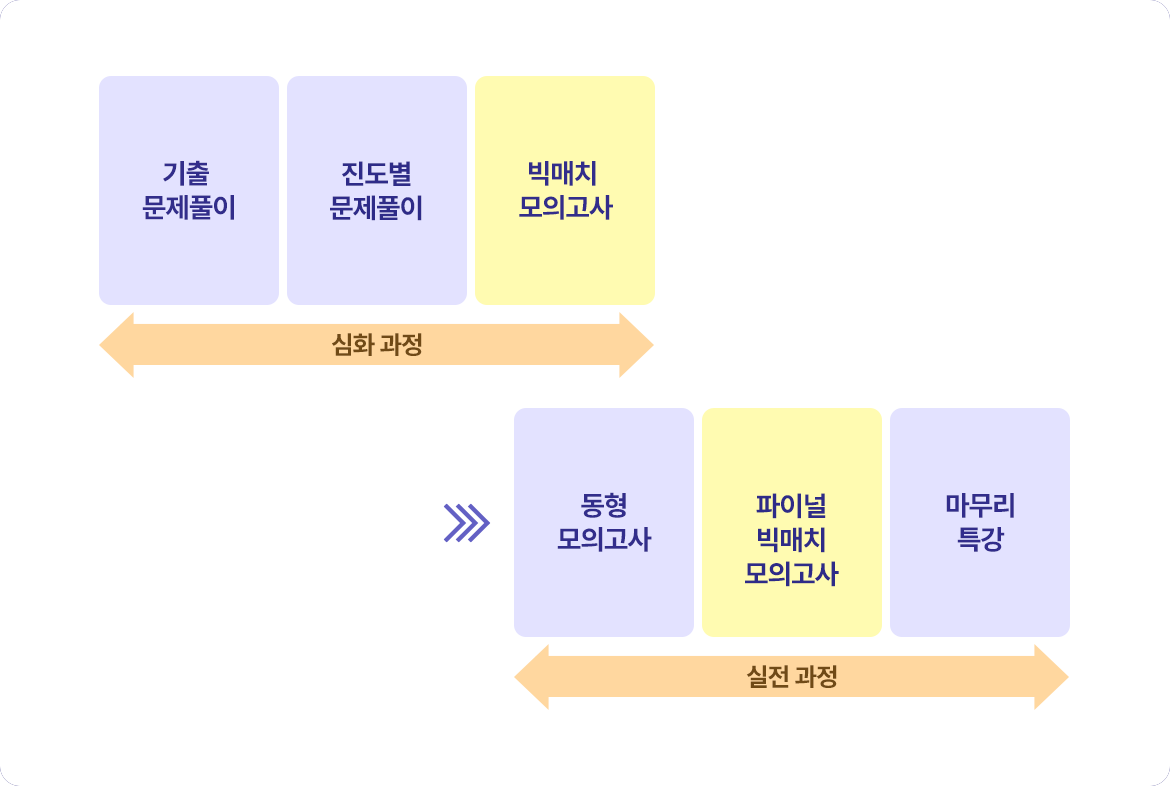 기출
문제풀이
진도별
문제풀이
빅매치
모의고사
심화 과정
동형
모의고사
파이널
빅매치
모의고사
마무리
특강
실전 과정